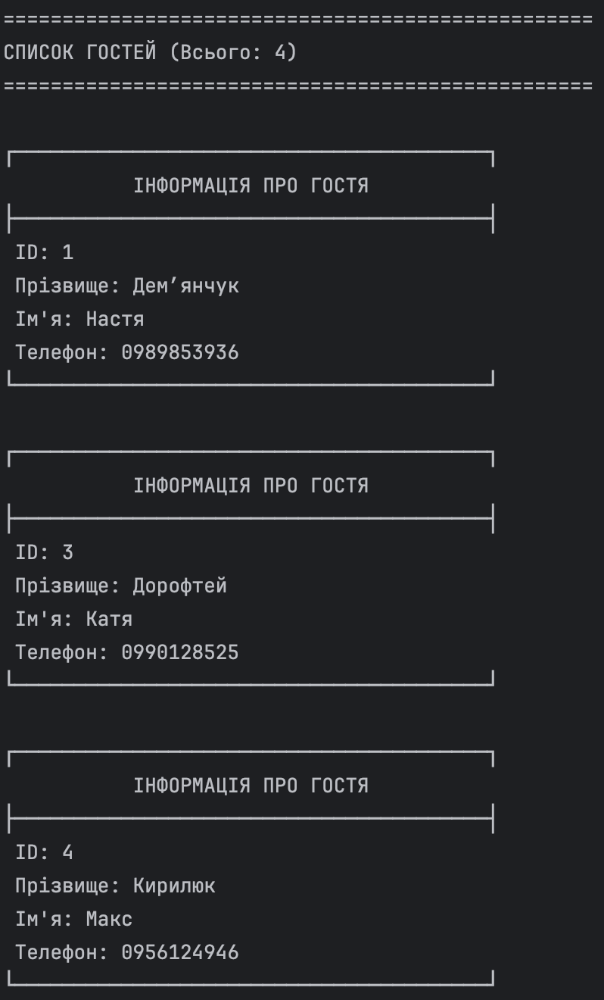 ==================================================
СПИСОК ГОСТЕЙ (Всього: 4)
==================================================
ІНФОРМАЦІЯ ПРО ГОСТЯ
ID: 1
Прізвище: Дем’янчук
Ім'я: Настя
Телефон: 0989853936
ІНФОРМАЦІЯ ПРО ГОСТЯ
ID: 3
Прізвище: Дорофтей
Ім'я: Катя
Телефон: 0990128525
ІНФОРМАЦІЯ ПРО ГОСТЯ
ID: 4
Прізвище: Кирилюк
Ім'я: Макс
Телефон: 0956124946